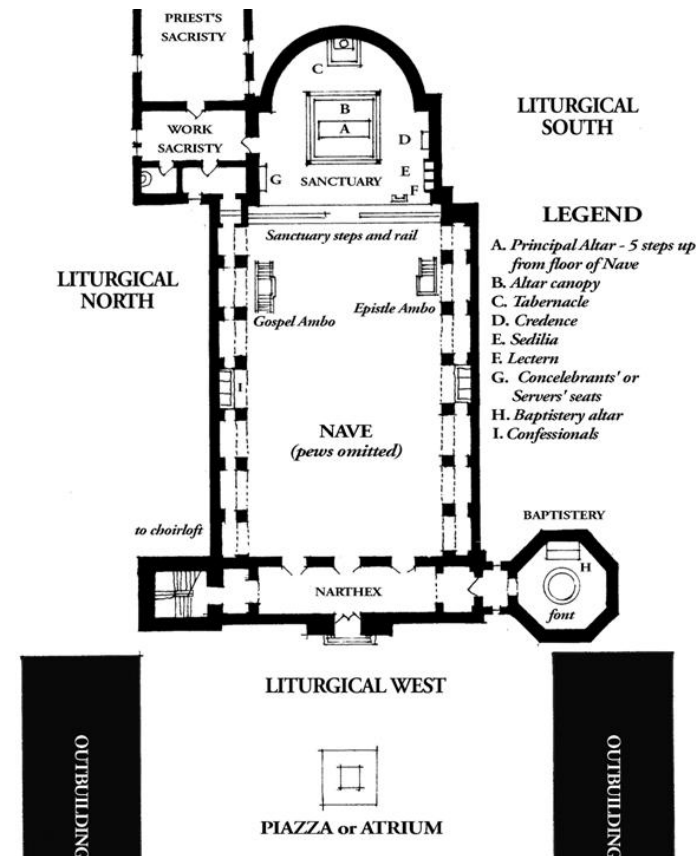 PRIEST'S
SACRISTY
C
LITURGICAL
SOUTH
B
A
WORK
SACRISTY
D
E
G
SANCTUARY
F
LEGEND
Sanctuary steps and rail
A. Principal Altar - 5 steps up
from floor of Nave
B. Altar canopy
C. Tabernacle
D. Credence
E. Sedilia
F. Lectern
G. Concelebrants' or
Servers' seats
H. Baptistery altar
I. Confessionals
LITURGICAL
NORTH
Gospel Ambo
Epistle Ambo
I
NAVE
(pews omitted)
to choirloft
BAPTISTERY
H
font
NARTHEX
LITURGICAL WEST
OUTBUILDING
OUTBUILDING
PIAZZA or ATRIUM